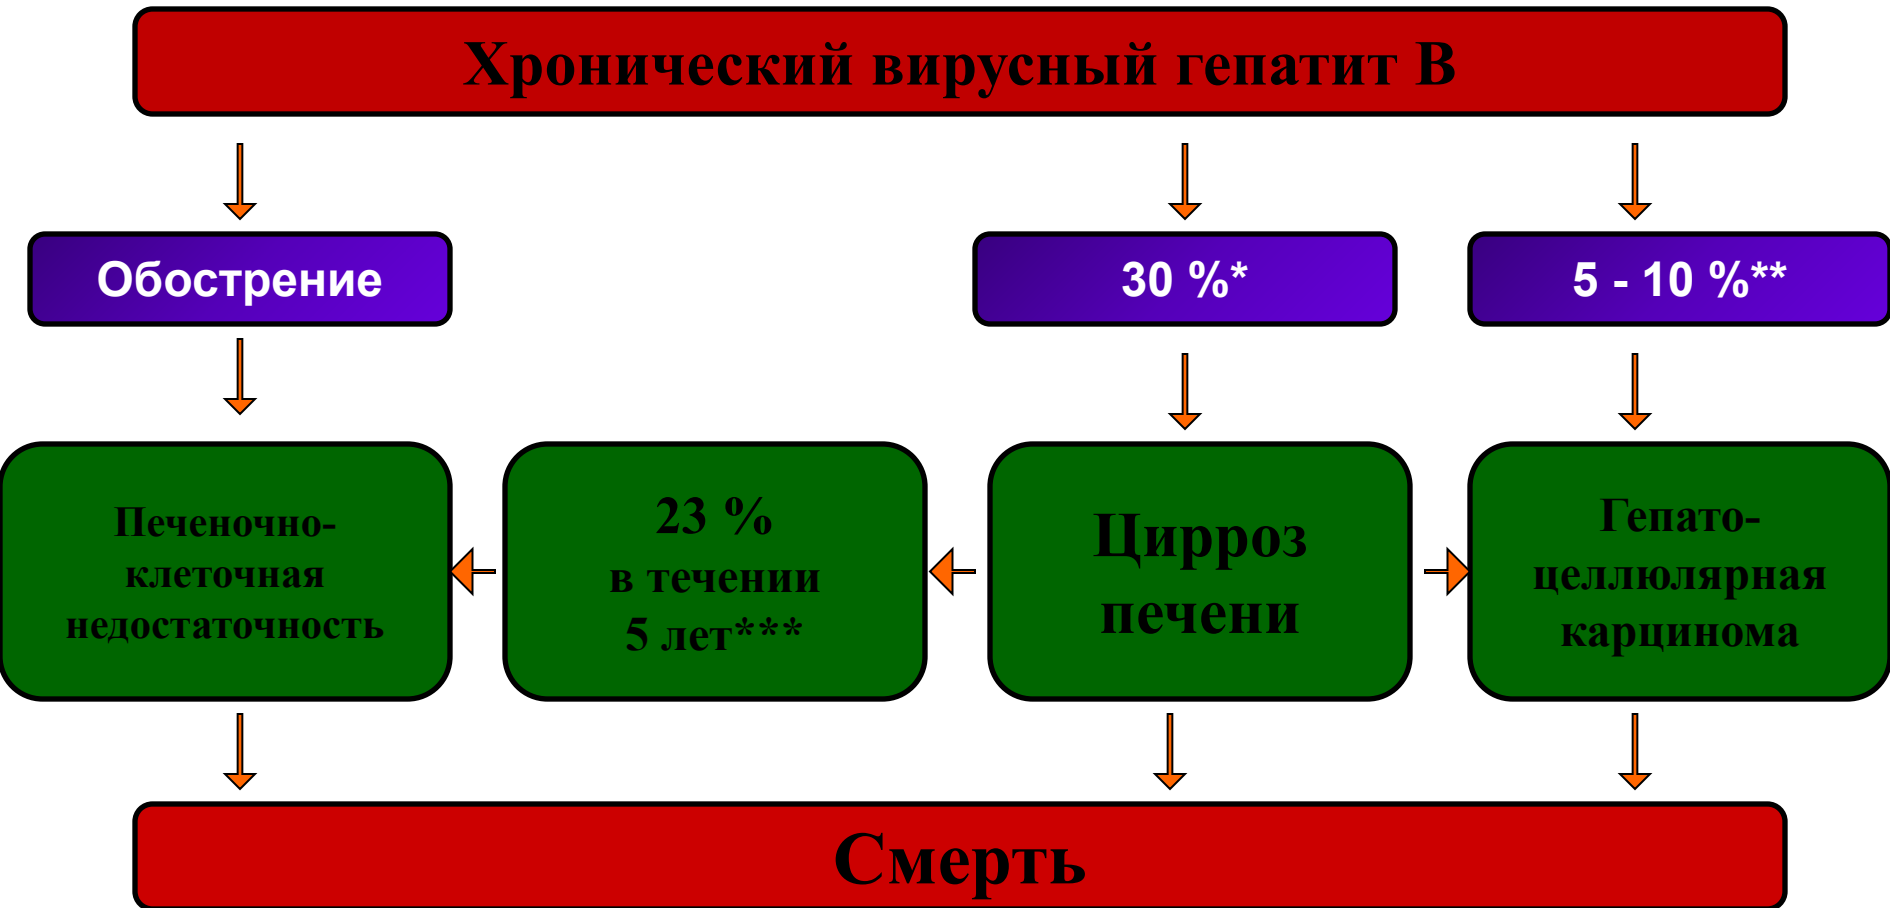 Хронический вирусный гепатит В
Обострение
30 %*
5 - 10 %**
Печеночно-
клеточная
недостаточность
23 %
в течении
5 лет***
Цирроз
печени
Гепато-
целлюлярная
карцинома
Смерть